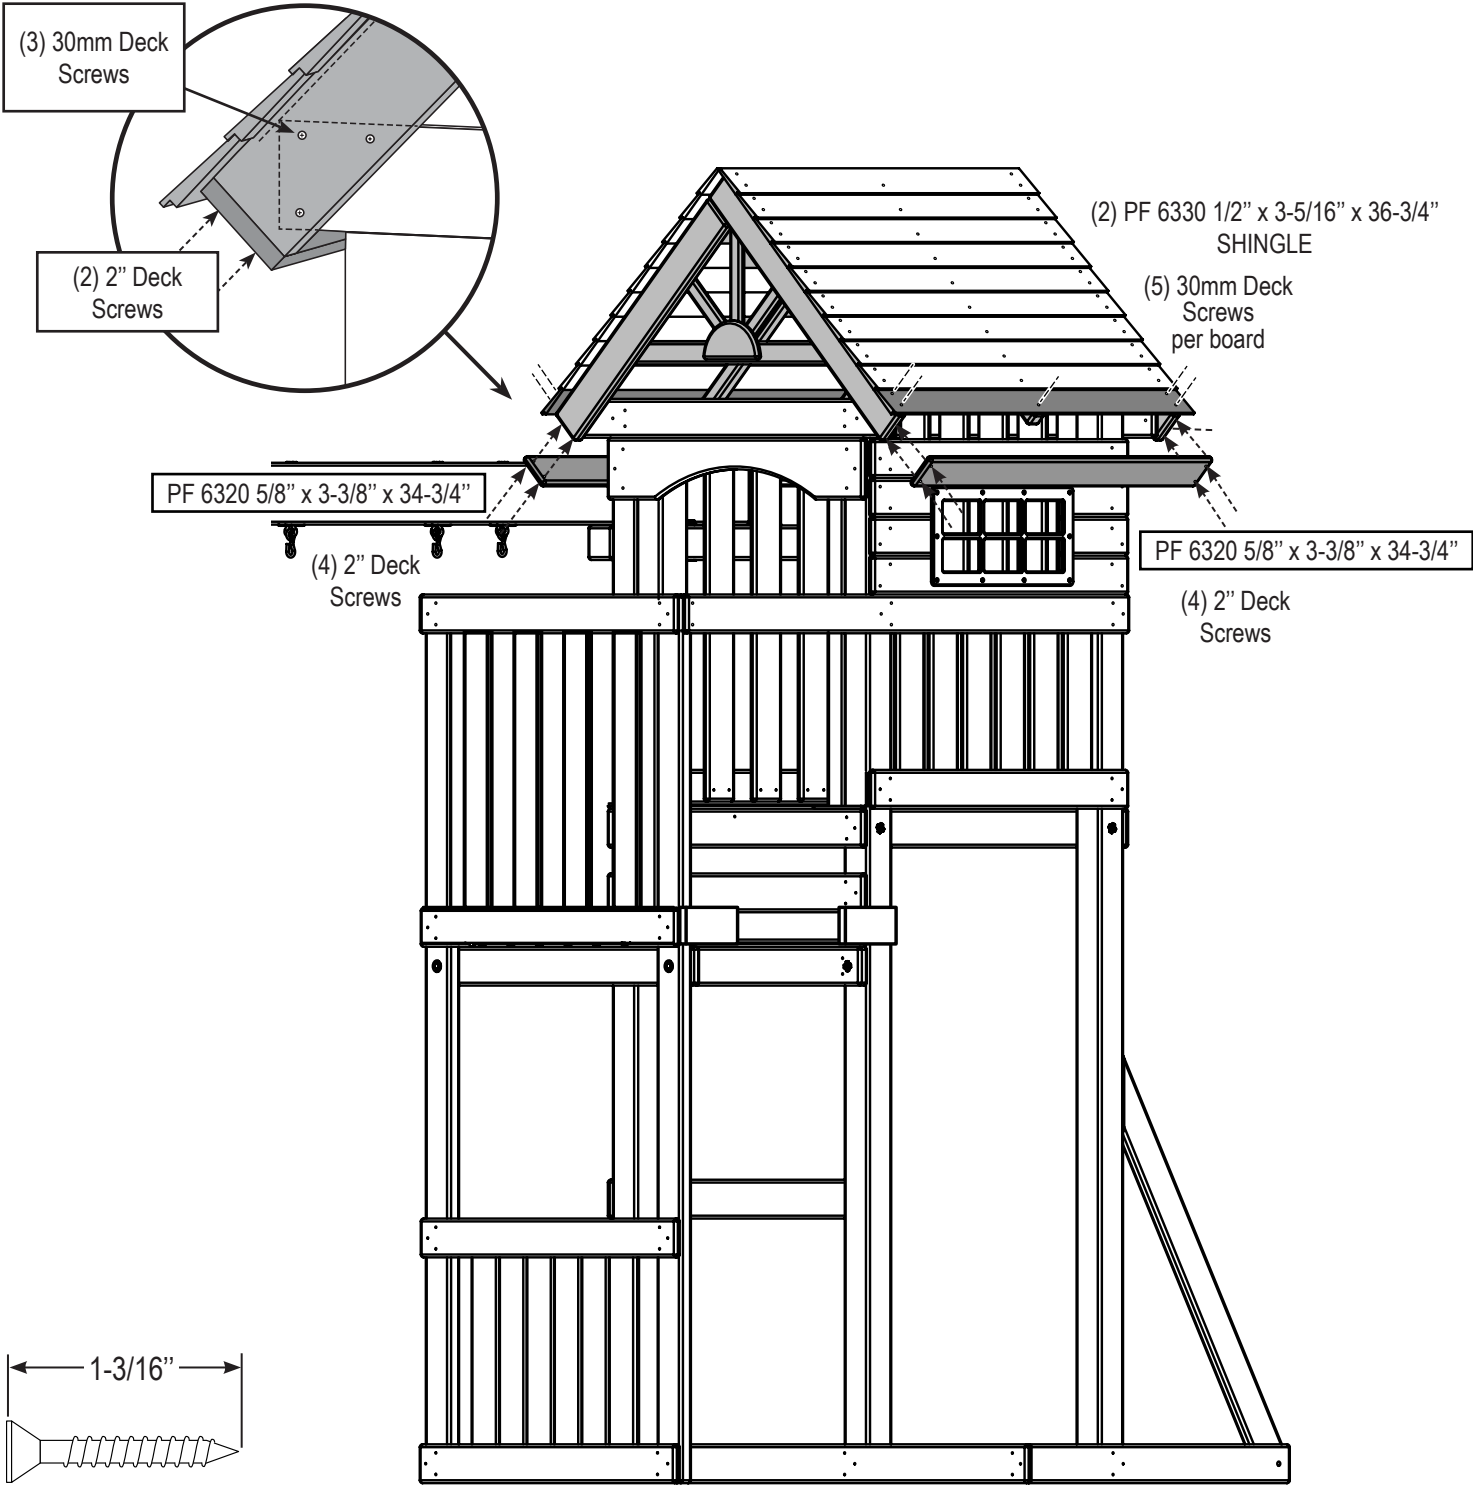 (3) 30mm Deck
Screws
(2) 2’’ Deck
Screws
(2) PF 6330 1/2’’ x 3-5/16’’ x 36-3/4’’
SHINGLE
(5) 30mm Deck
Screws
per board
PF 6320 5/8’’ x 3-3/8’’ x 34-3/4’’
(4) 2’’ Deck
Screws
PF 6320 5/8’’ x 3-3/8’’ x 34-3/4’’
(4) 2’’ Deck
Screws
1-3/16’’